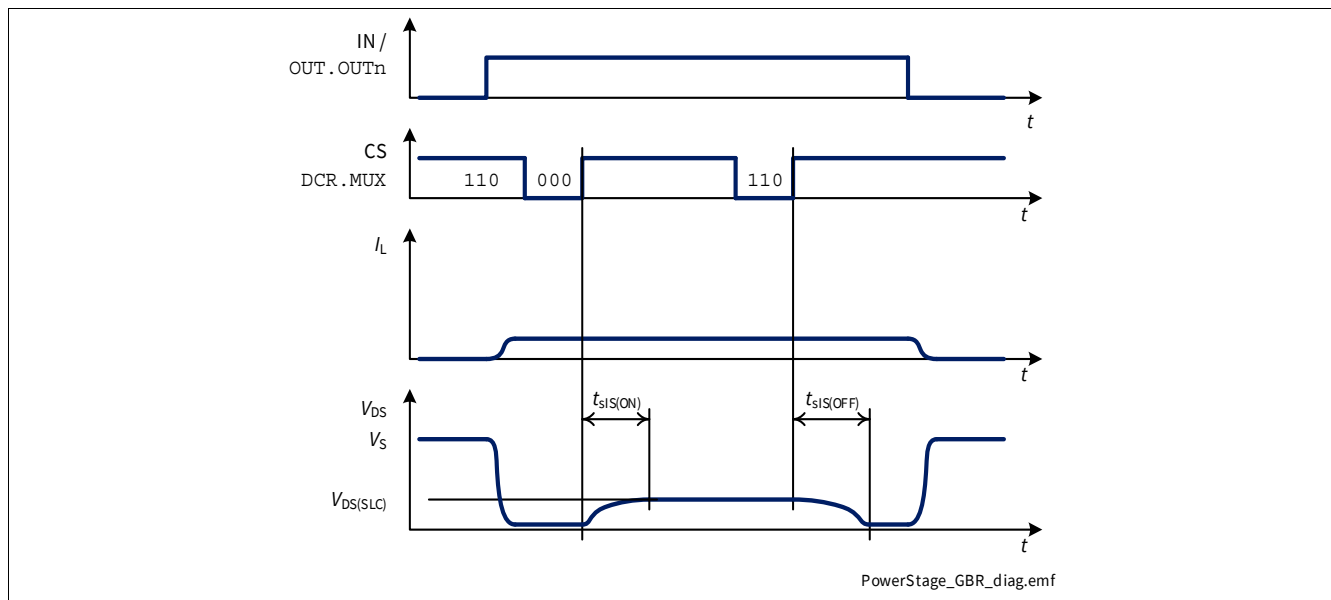 IN /
OUT.OUTn
t
CS
DCR.MUX 110 000 110
t
IL
t
VDS
tsIS(ON) tsIS(OFF)
VS
VDS(SLC)
t
PowerStage_GBR_diag.emf